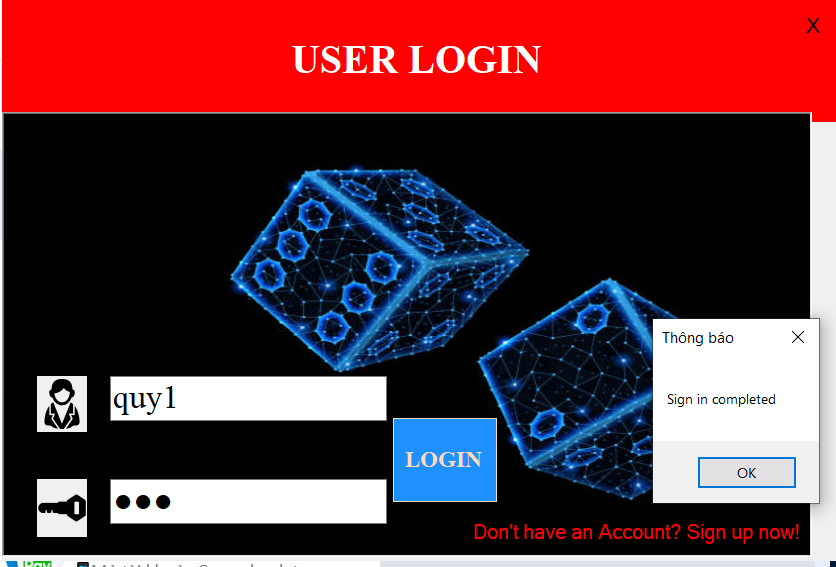 X
USER LOGIN
Thông báo
Sign in completed
quy1
LOGIN
OK
Don't have an Account? Sign up now!